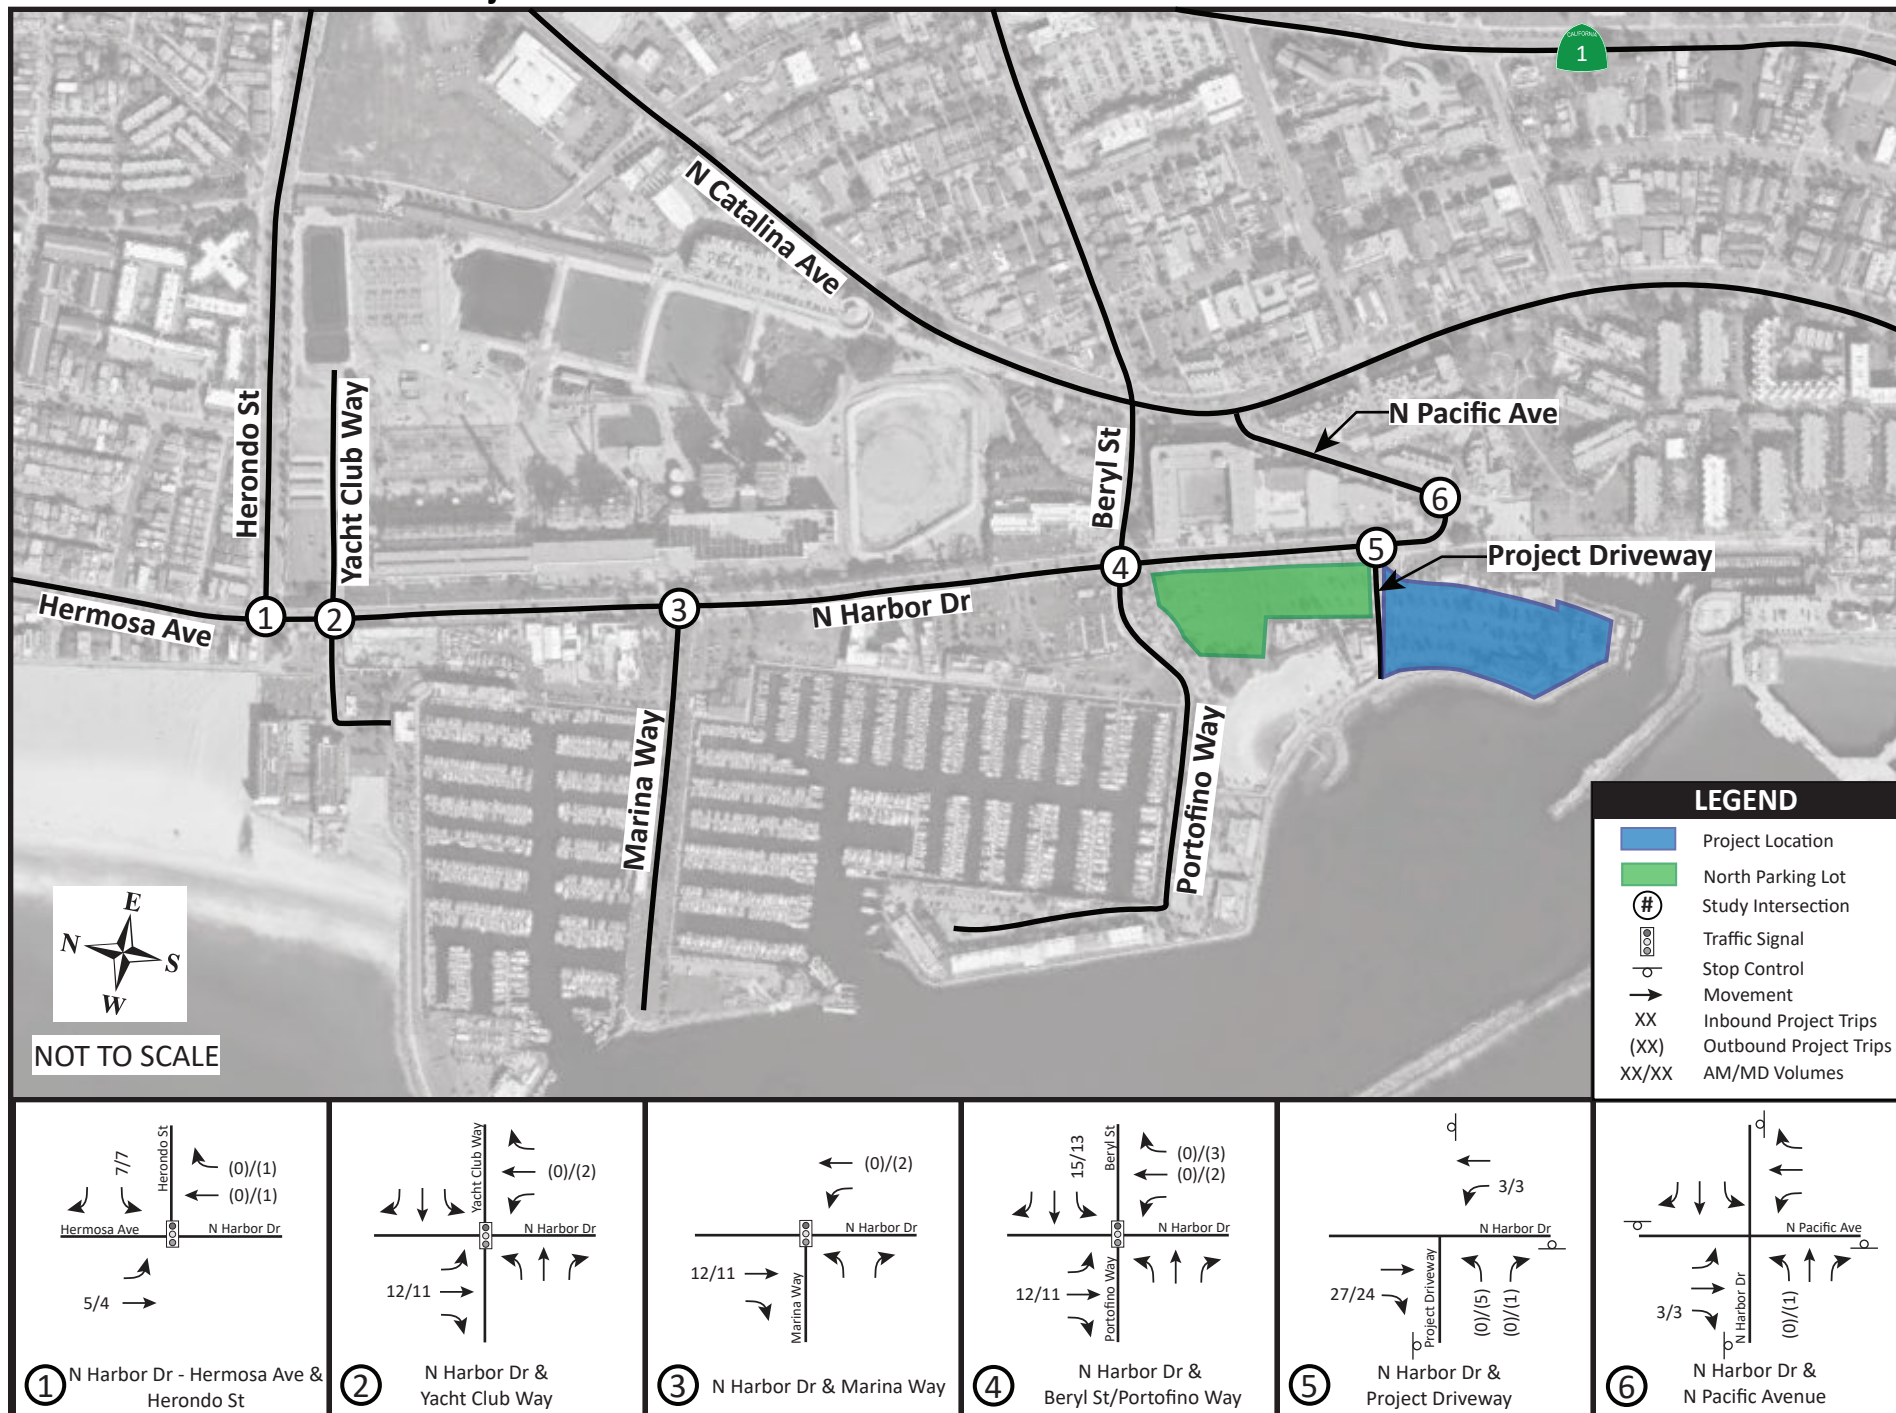 CALIFORNIA
1
N Catalina Ave
N Pacific Ave
Herondo St
Yacht Club Way
Beryl St
6
5
Project Driveway
4
Hermosa Ave
1
2
3
N Harbor Dr
Marina Way
Portofino Way
LEGEND
Project Location
North Parking Lot
# Study Intersection
Traffic Signal
Stop Control
Movement
XX Inbound Project Trips
(XX) Outbound Project Trips
XX/XX AM/MD Volumes
E
N
S
W
NOT TO SCALE
7/7
Herondo St
(0)/(1)
(0)/(1)
Hermosa Ave
N Harbor Dr
5/4
1
N Harbor Dr - Hermosa Ave &
Herondo St
Yacht Club Way
(0)/(2)
N Harbor Dr
12/11
2
N Harbor Dr &
Yacht Club Way
(0)/(2)
N Harbor Dr
12/11
Marina Way
3
N Harbor Dr & Marina Way
15/13
Beryl St
(0)/(3)
(0)/(2)
N Harbor Dr
12/11
Portofino Way
4
N Harbor Dr &
Beryl St/Portofino Way
3/3
N Harbor Dr
27/24
Project Driveway
(0)/(5)
(0)/(1)
5
N Harbor Dr &
Project Driveway
N Pacific Ave
3/3
N Harbor Dr
(0)/(1)
6
N Harbor Dr &
N Pacific Avenue